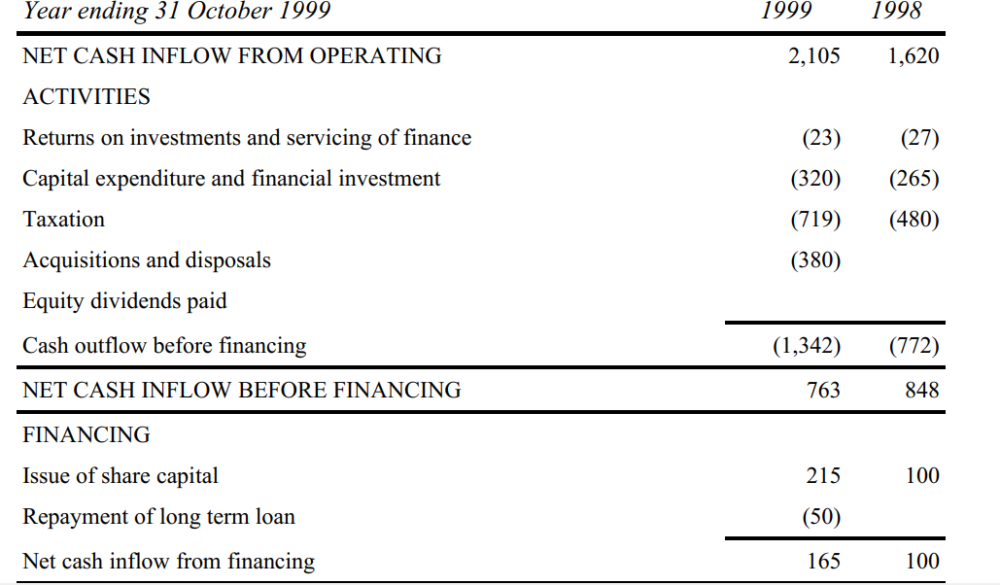 Year ending 31 October 1999 1999 1998
NET CASH INFLOW FROM OPERATING 2,105 1,620
ACTIVITIES
Returns on investments and servicing of finance (23) (27)
Capital expenditure and financial investment (320) (265)
Taxation (719) (480)
Acquisitions and disposals (380)
Equity dividends paid
Cash outflow before financing (1,342) (772)
NET CASH INFLOW BEFORE FINANCING 763 848
FINANCING
Issue of share capital 215 100
Repayment of long term loan (50)
Net cash inflow from financing 165 100